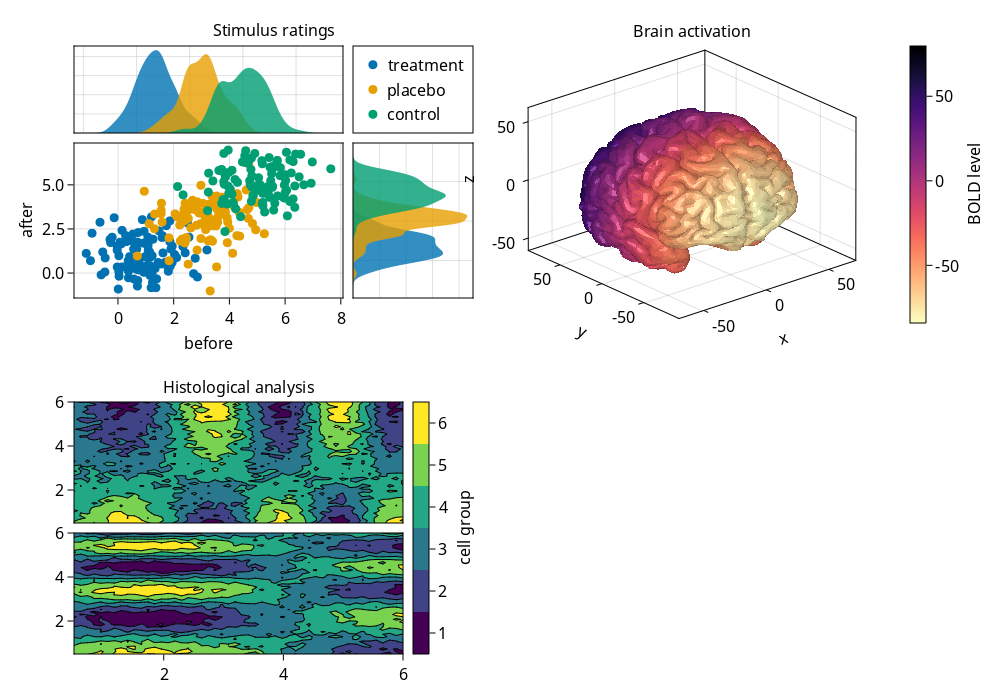 Stimulus ratings
treatment
placebo
control
after
5.0
2.5
0.0
0 2 4 6 8
before
z
Brain activation
50
0
-50
50 0 -50
y
-50 0 50
x
50
0
-50
BOLD level
Histological analysis
6
4
2
6
4
2
2 4 6
6
5
4
3
2
1
cell group